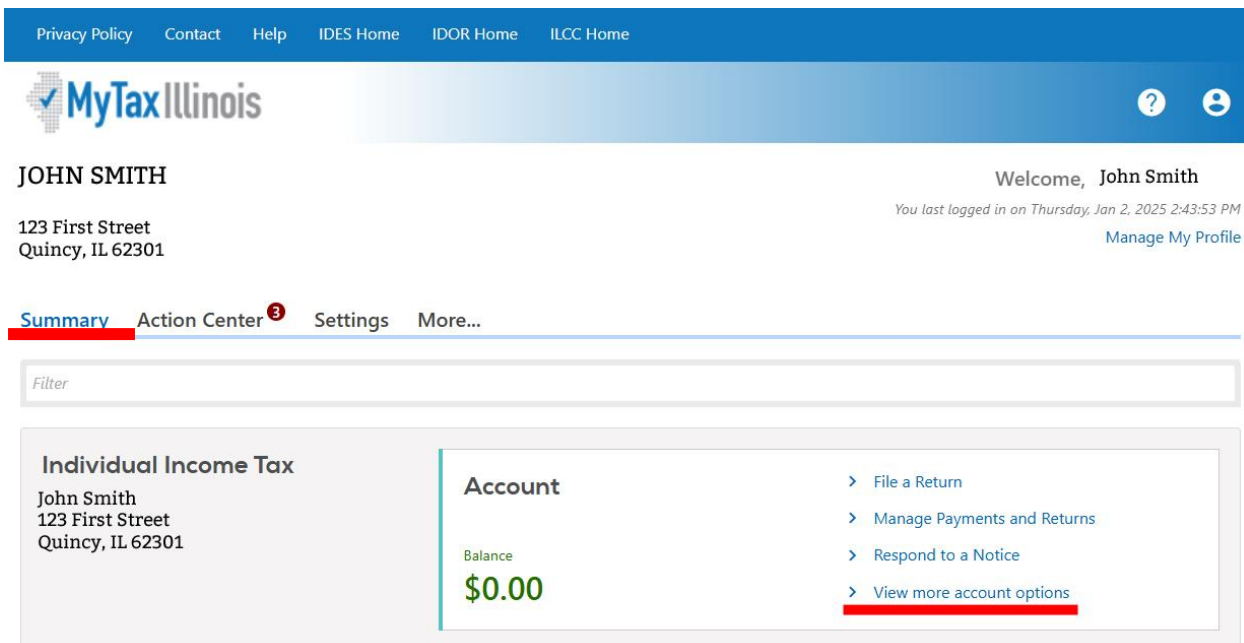 Privacy Policy Contact Help IDES Home IDOR Home ILCC Home
MyTax Illinois
?
JOHN SMITH
Welcome, John Smith
You last logged in on Thursday, Jan 2, 2025 2:43:53 PM
123 First Street
Manage My Profile
Quincy, IL 62301
Summary Action Center 3 Settings More...
Filter
Individual Income Tax
John Smith
123 First Street
Quincy, IL 62301
Account
Balance
$0.00
File a Return
Manage Payments and Returns
Respond to a Notice
View more account options